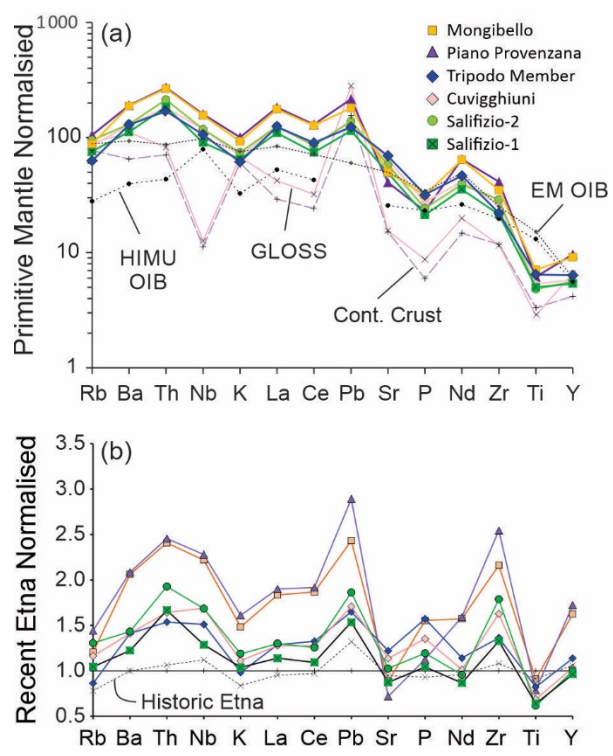 (a)
1000
100
10
1
Primitive Mantle Normalsied
Mongibello
Piano Provenzana
Tripodo Member
Cuvigghiuni
Salifizio-2
Salifizio-1
HIMU
OIB
GLOSS
Cont. Crust
EM OIB
Rb Ba Th Nb K La Ce Pb Sr P Nd Zr Ti Y
(b)
3.5
3.0
2.5
2.0
1.5
1.0
0.5
Recent Etna Normalised
Historic Etna
Rb Ba Th Nb K La Ce Pb Sr P Nd Zr Ti Y